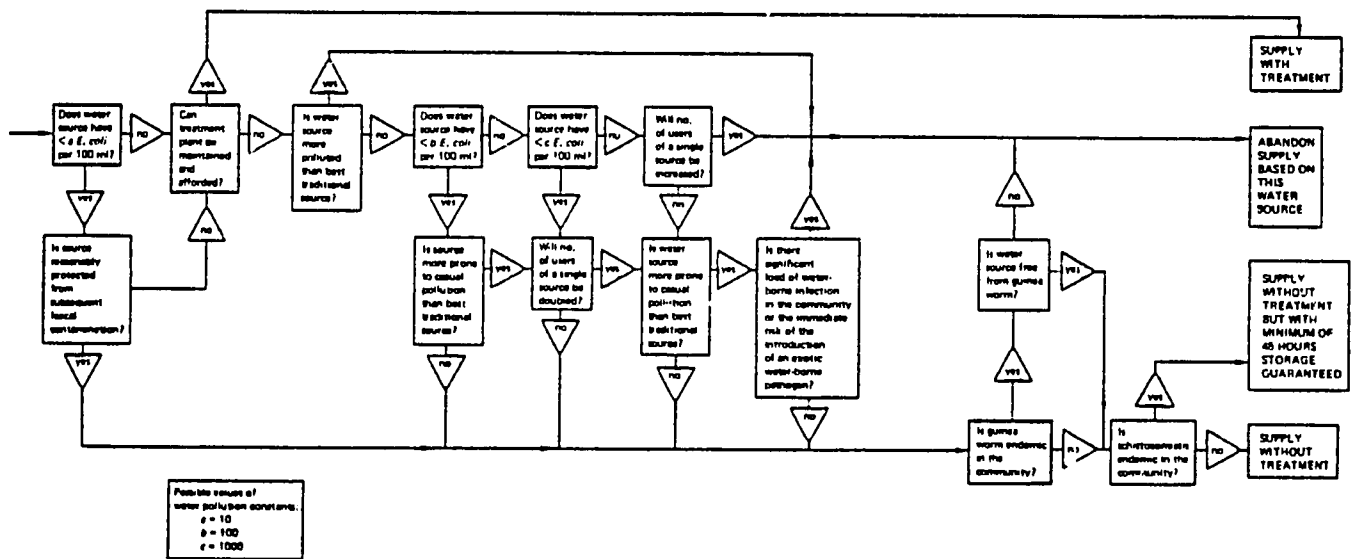 SUPPLY
WITH
TREATMENT
yes
yes
Does water
source have
< a E. coli
per 100 ml?
no
Can
treatment
plant be
maintained
and
afforded?
no
Is water
source
more
polluted
than best
traditional
source?
no
Does water
source have
< b E. coli
per 100 ml?
no
Does water
source have
< c E. coli
per 100 ml?
no
Will no.
of users
of a single
source be
increased?
yes
ABANDON
SUPPLY
BASED ON
THIS
WATER
SOURCE
yes
no
yes
yes
no
yes
no
Is source
reasonably
protected
from
subsequent
faecal
contamination?
Is source
more prone
to casual
pollution
than best
traditional
source?
yes
Will no.
of users
of a single
source be
doubled?
yes
Is water
source
more prone
to casual
pollution
than best
traditional
source?
yes
Is there
significant
load of water-
borne infection
in the community
or the immediate
risk of the
introduction
of an exotic
water-borne
pathogen?
Is water
source free
from guinea
worm?
yes
SUPPLY
WITHOUT
TREATMENT
BUT WITH
MINIMUM OF
48 HOURS
STORAGE
GUARANTEED
yes
no
no
no
no
yes
yes
Is guinea
worm endemic
in the
community?
no
Is
schistosomiasis
endemic in the
community?
no
SUPPLY
WITHOUT
TREATMENT
Possible values of
water pollution constants:
a = 10
b = 100
c = 1000